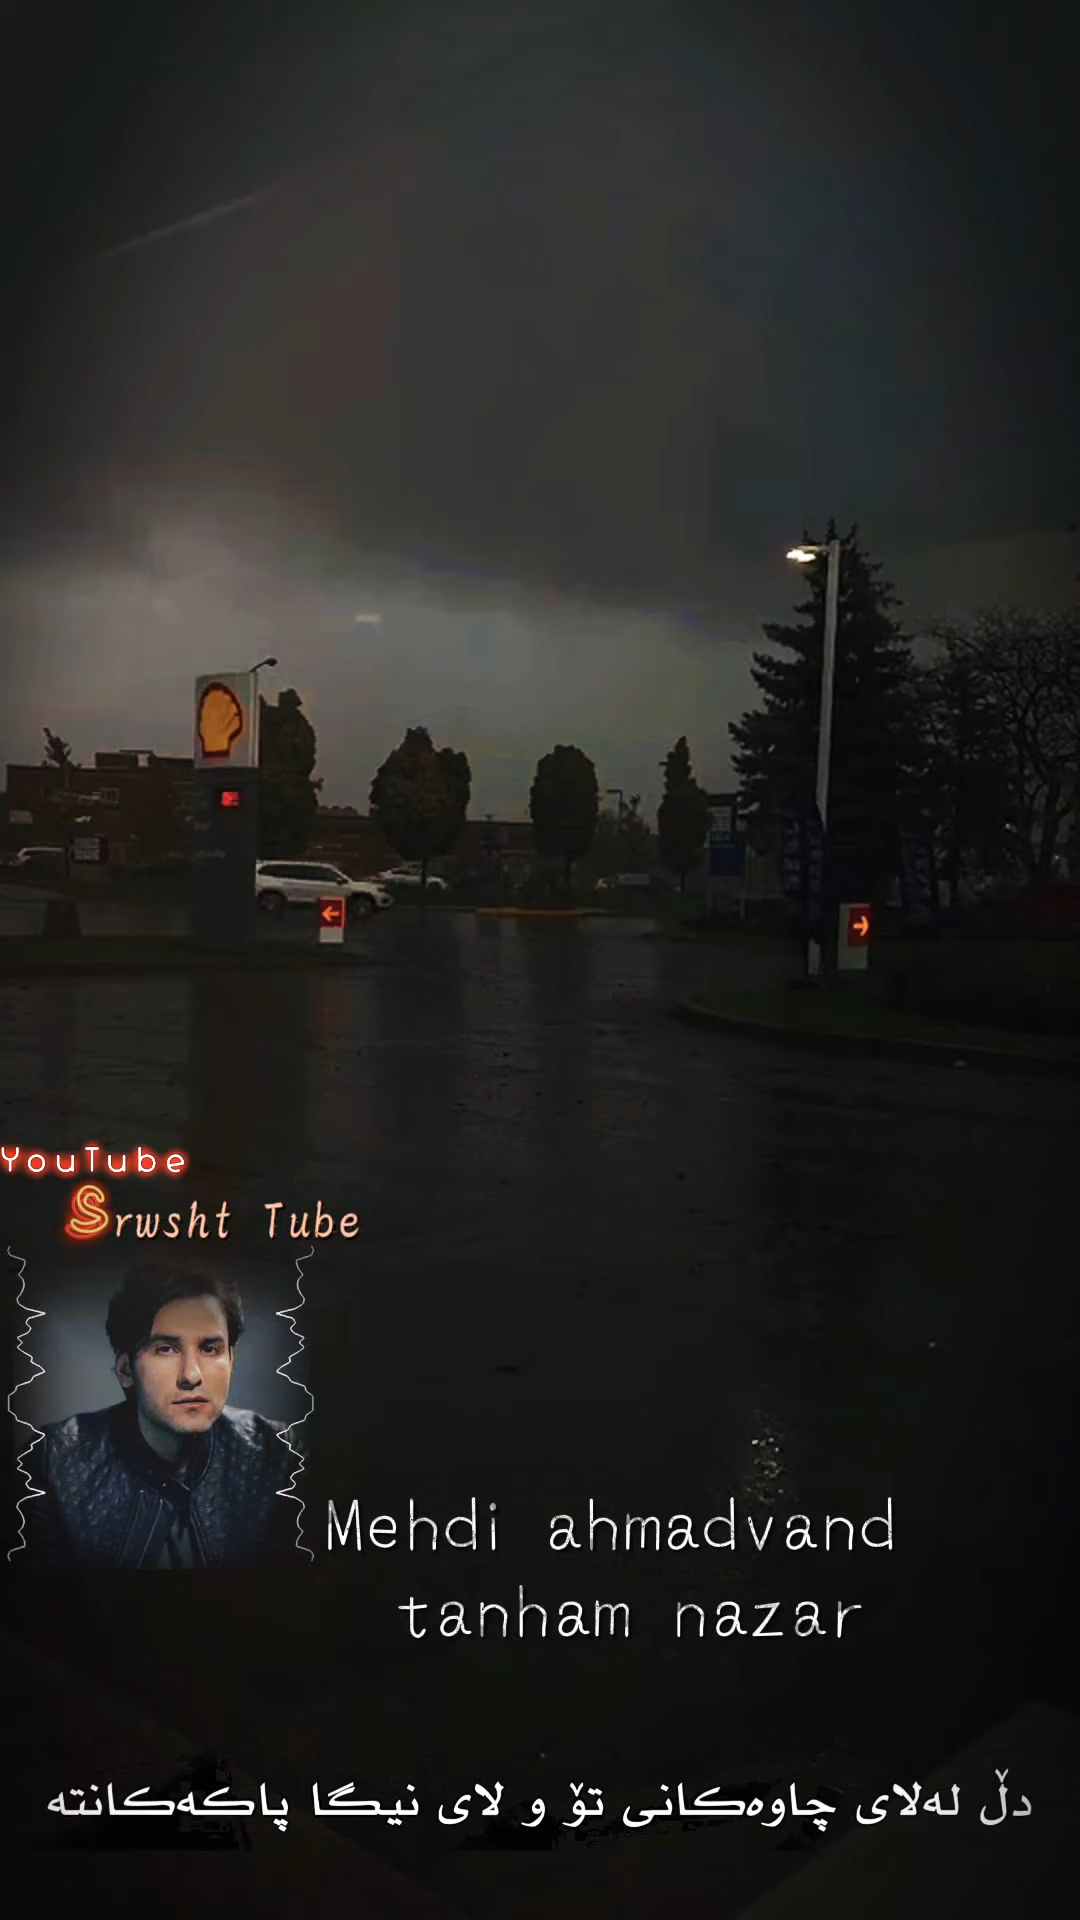 YouTube
Srwsht Tube
Mehdi ahmadvand
tanham nazar
دڵ لەلای چاوەکانی تۆ و لای نیگا پاکەکانتە